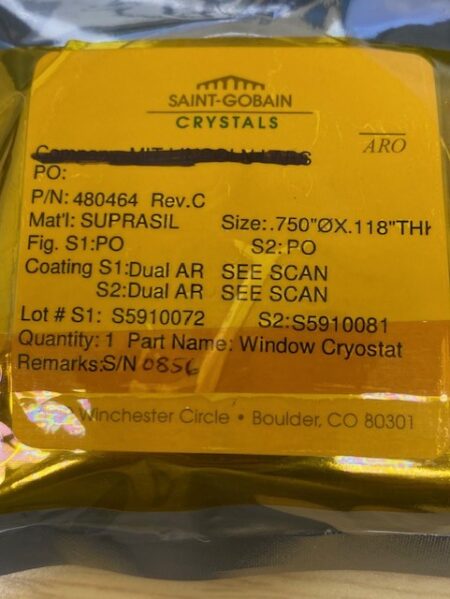 SAINT-GOBAIN
CRYSTALS
ARO
PO:
P/N: 480464 Rev.C
Mat'l: SUPRASIL Size:.750"ØX.118"THK
Fig. S1:PO S2:PO
Coating S1:Dual AR SEE SCAN
S2:Dual AR SEE SCAN
Lot # S1: S5910072 S2:S5910081
Quantity: 1 Part Name: Window Cryostat
Remarks:S/N 0856
Winchester Circle • Boulder, CO 80301